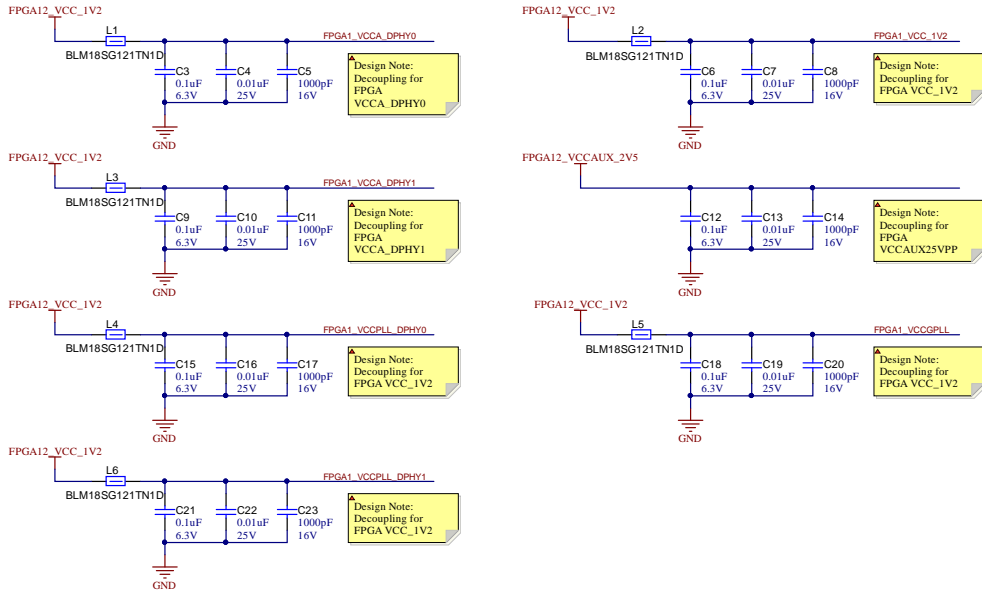 FPGA12_VCC_1V2
L1
BLM18SG121TN1D
FPGA1_VCCA_DPHY0
C3
0.1uF
6.3V
C4
0.01uF
25V
C5
1000pF
16V
Design Note:
Decoupling for
FPGA
VCCA_DPHY0
GND
FPGA12_VCC_1V2
L2
BLM18SG121TN1D
FPGA1_VCC_1V2
C6
0.1uF
6.3V
C7
0.01uF
25V
C8
1000pF
16V
Design Note:
Decoupling for
FPGA VCC_1V2
GND
FPGA12_VCC_1V2
L3
BLM18SG121TN1D
FPGA1_VCCA_DPHY1
C9
0.1uF
6.3V
C10
0.01uF
25V
C11
1000pF
16V
Design Note:
Decoupling for
FPGA
VCCA_DPHY1
GND
FPGA12_VCCAUX_2V5
C12
0.1uF
6.3V
C13
0.01uF
25V
C14
1000pF
16V
Design Note:
Decoupling for
FPGA
VCCAUX25VPP
GND
FPGA12_VCC_1V2
L4
BLM18SG121TN1D
FPGA1_VCCPLL_DPHY0
C15
0.1uF
6.3V
C16
0.01uF
25V
C17
1000pF
16V
Design Note:
Decoupling for
FPGA VCC_1V2
GND
FPGA12_VCC_1V2
L5
BLM18SG121TN1D
FPGA1_VCCGPLL
C18
0.1uF
6.3V
C19
0.01uF
25V
C20
1000pF
16V
Design Note:
Decoupling for
FPGA VCC_1V2
GND
FPGA12_VCC_1V2
L6
BLM18SG121TN1D
FPGA1_VCCPLL_DPHY1
C21
0.1uF
6.3V
C22
0.01uF
25V
C23
1000pF
16V
Design Note:
Decoupling for
FPGA VCC_1V2
GND